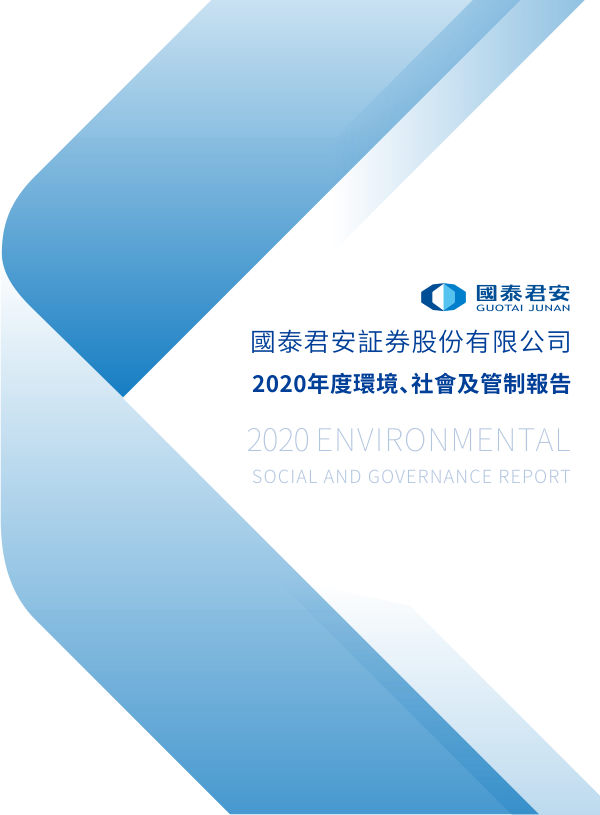 國泰君安
GUOTAI JUNAN
國泰君安証券股份有限公司
2020年度環境、社會及管制報告
2020 ENVIRONMENTAL
SOCIAL AND GOVERNANCE REPORT